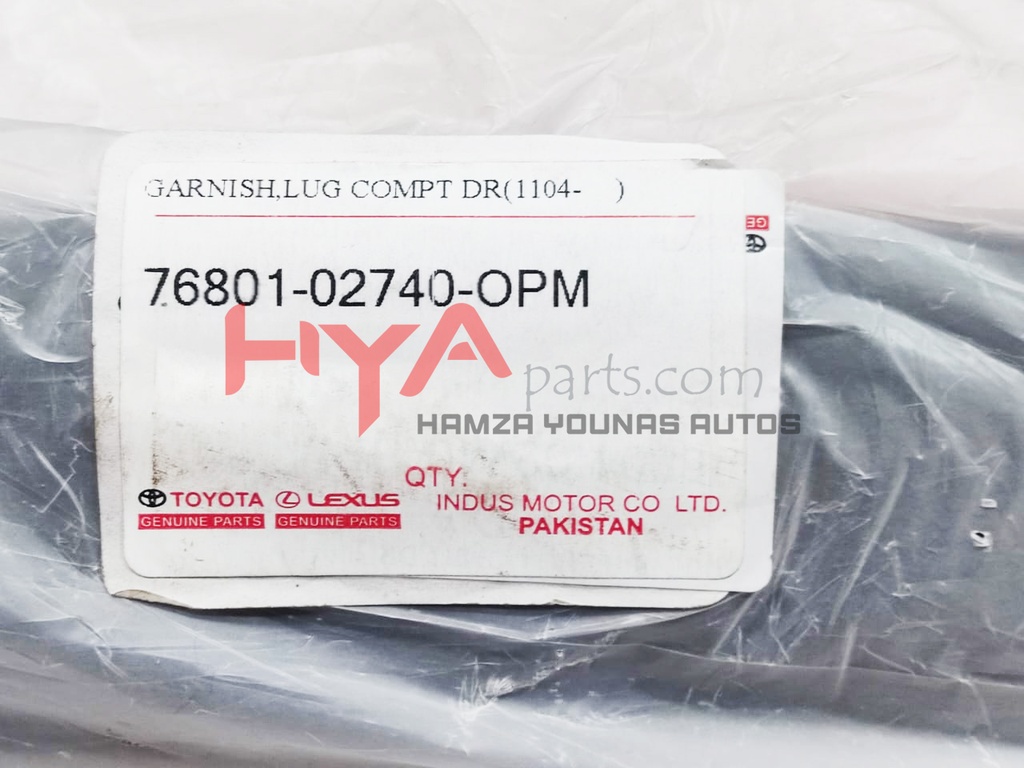 GARNISH,LUG COMPT DR(1104-    )
76801-02740-OPM
HYA parts.com
HAMZA YOUNAS AUTOS
QTY.
TOYOTA LEXUS INDUS MOTOR CO LTD.
GENUINE PARTS GENUINE PARTS PAKISTAN
GE